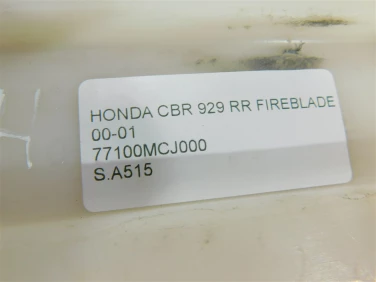 HONDA CBR 929 RR FIREBLADE
00-01
77100MCJ000
S.A515